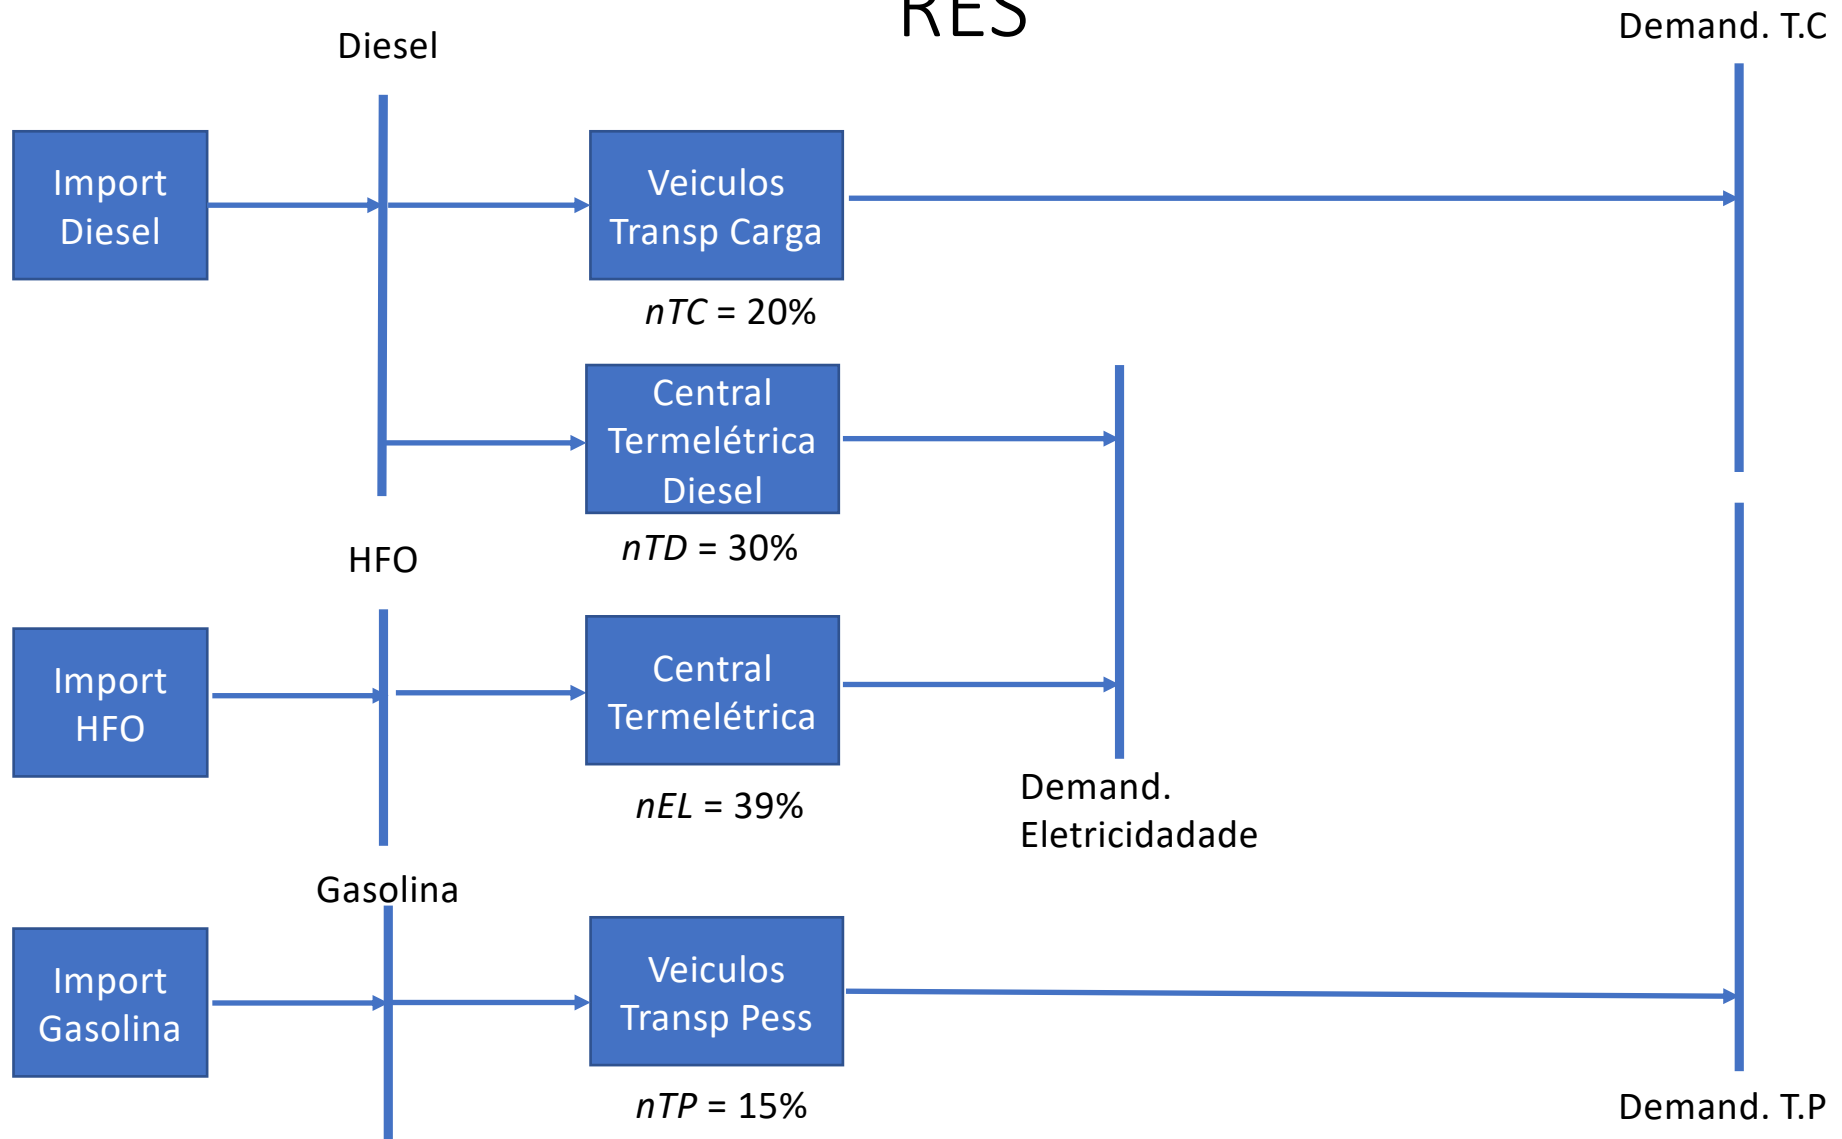 RES
Demand. T.C
Diesel
Import
Diesel
Veiculos
Transp Carga
nTC = 20%
Central
Termelétrica
Diesel
nTD = 30%
HFO
Import
HFO
Central
Termelétrica
nEL = 39%
Demand.
Eletricidadade
Gasolina
Import
Gasolina
Veiculos
Transp Pess
nTP = 15%
Demand. T.P